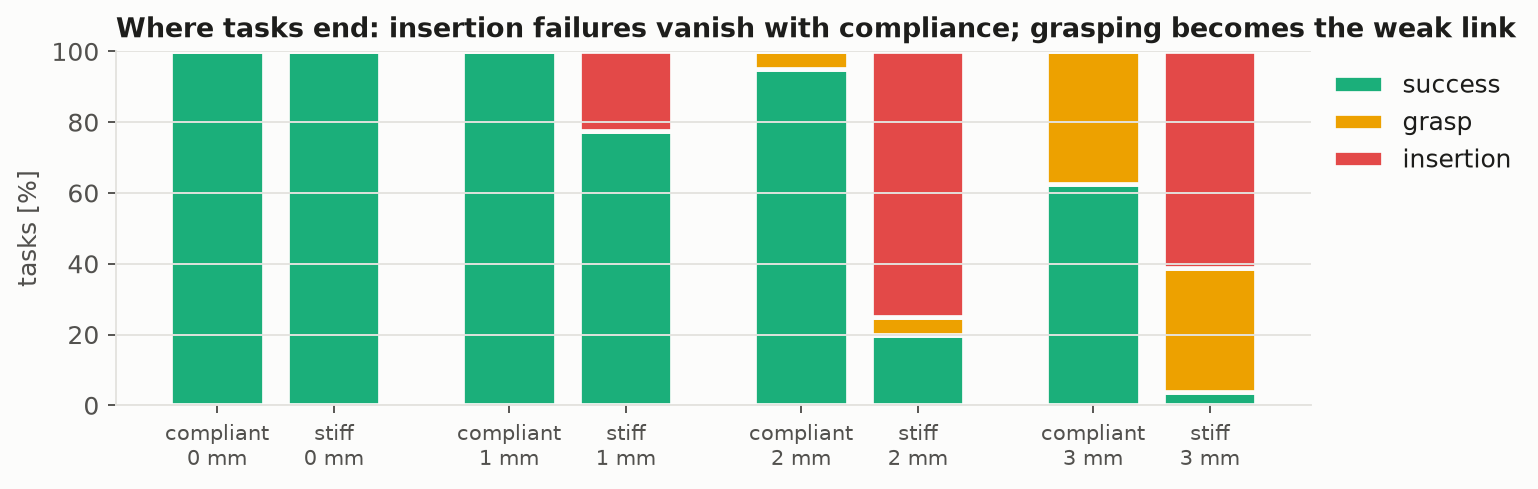 Where tasks end: insertion failures vanish with compliance; grasping becomes the weak link
100
80
60
40
20
0
tasks [%]
success
grasp
insertion
compliant
0 mm
stiff
0 mm
compliant
1 mm
stiff
1 mm
compliant
2 mm
stiff
2 mm
compliant
3 mm
stiff
3 mm